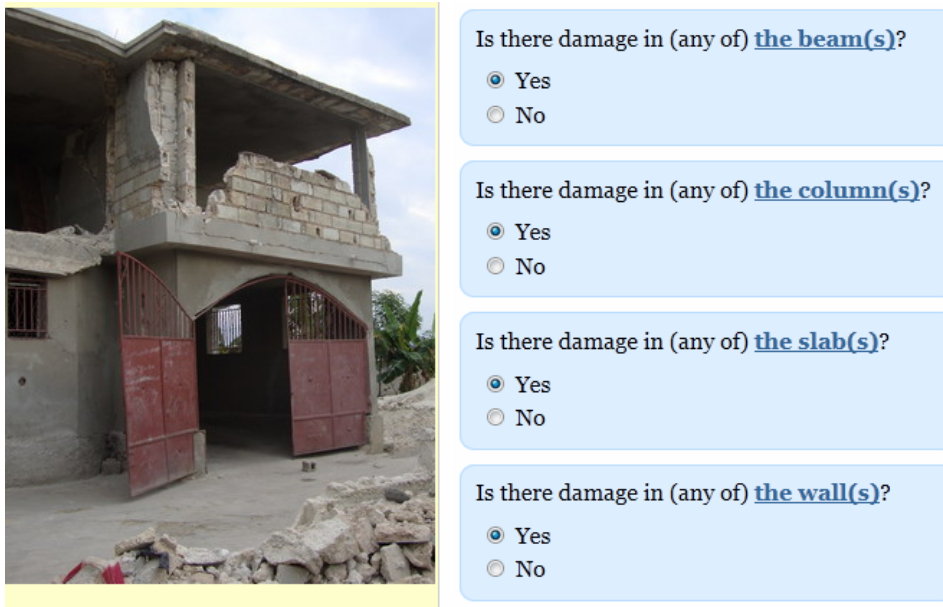 Is there damage in (any of) the beam(s)?
Yes
No
Is there damage in (any of) the column(s)?
Yes
No
Is there damage in (any of) the slab(s)?
Yes
No
Is there damage in (any of) the wall(s)?
Yes
No